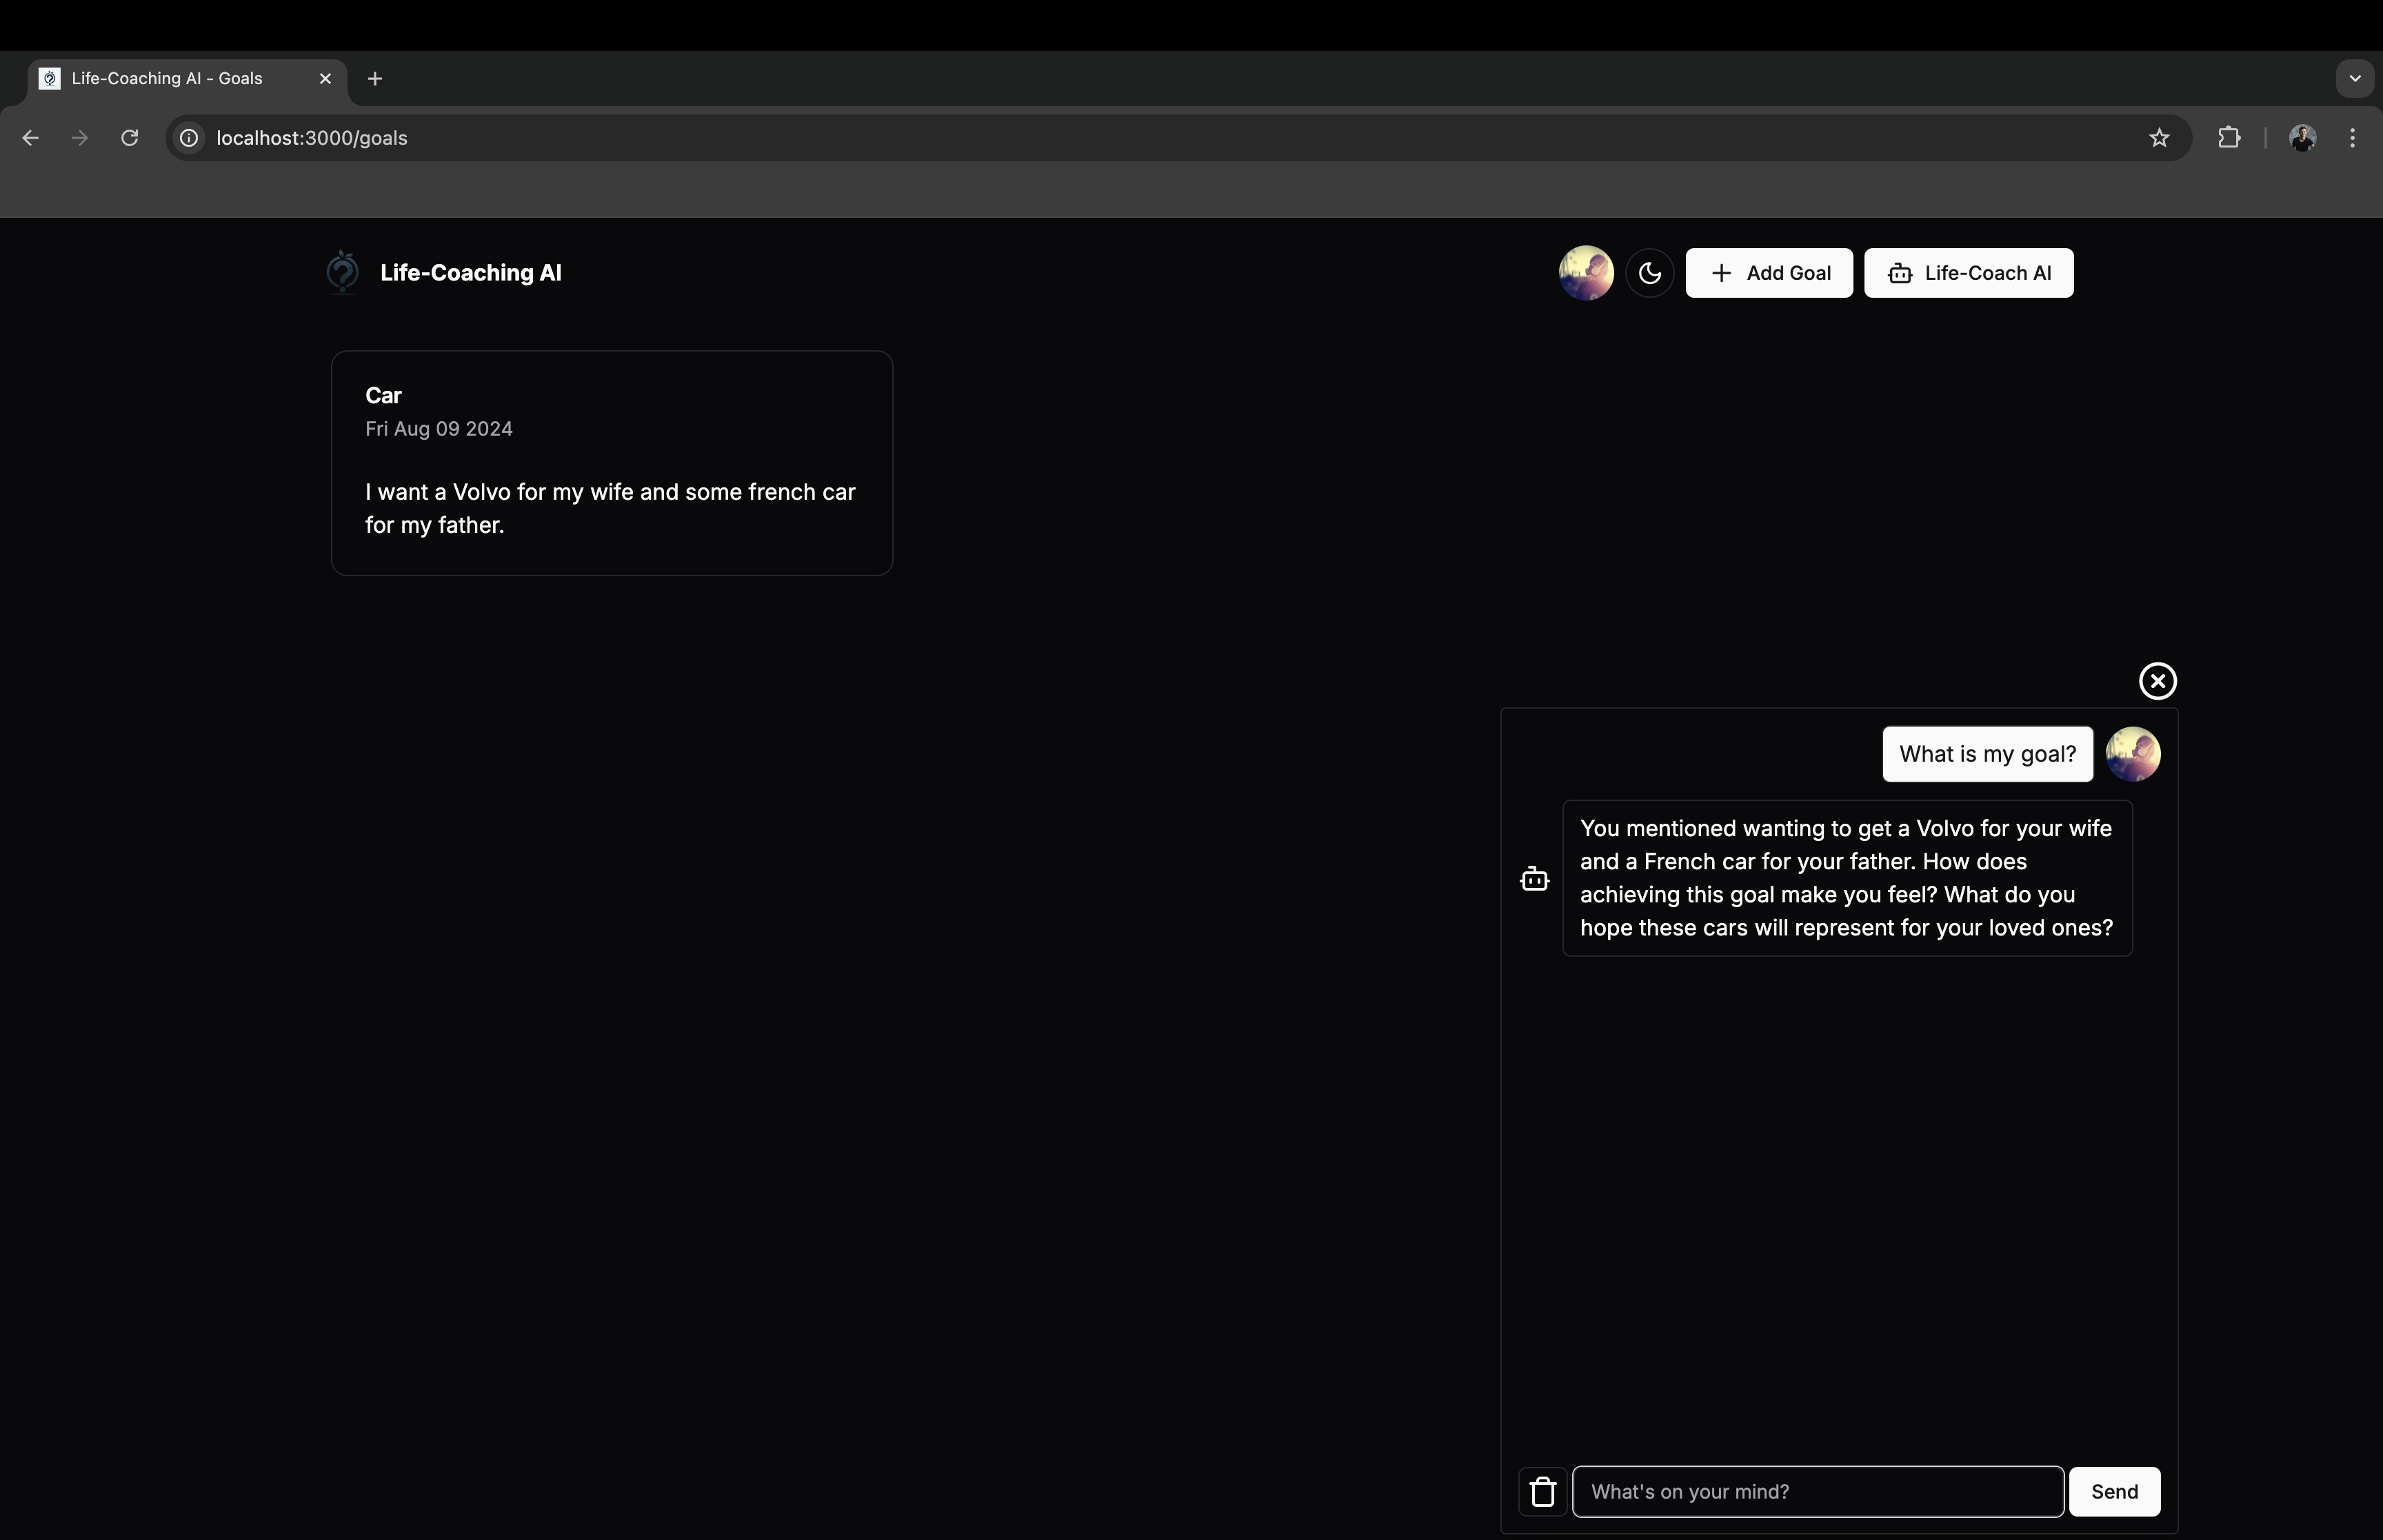 Life-Coaching AI - Goals
localhost:3000/goals
Life-Coaching AI
Add Goal
Life-Coach AI
Car
Fri Aug 09 2024
I want a Volvo for my wife and some french car
for my father.
What is my goal?
You mentioned wanting to get a Volvo for your wife
and a French car for your father. How does
achieving this goal make you feel? What do you
hope these cars will represent for your loved ones?
What's on your mind?
Send